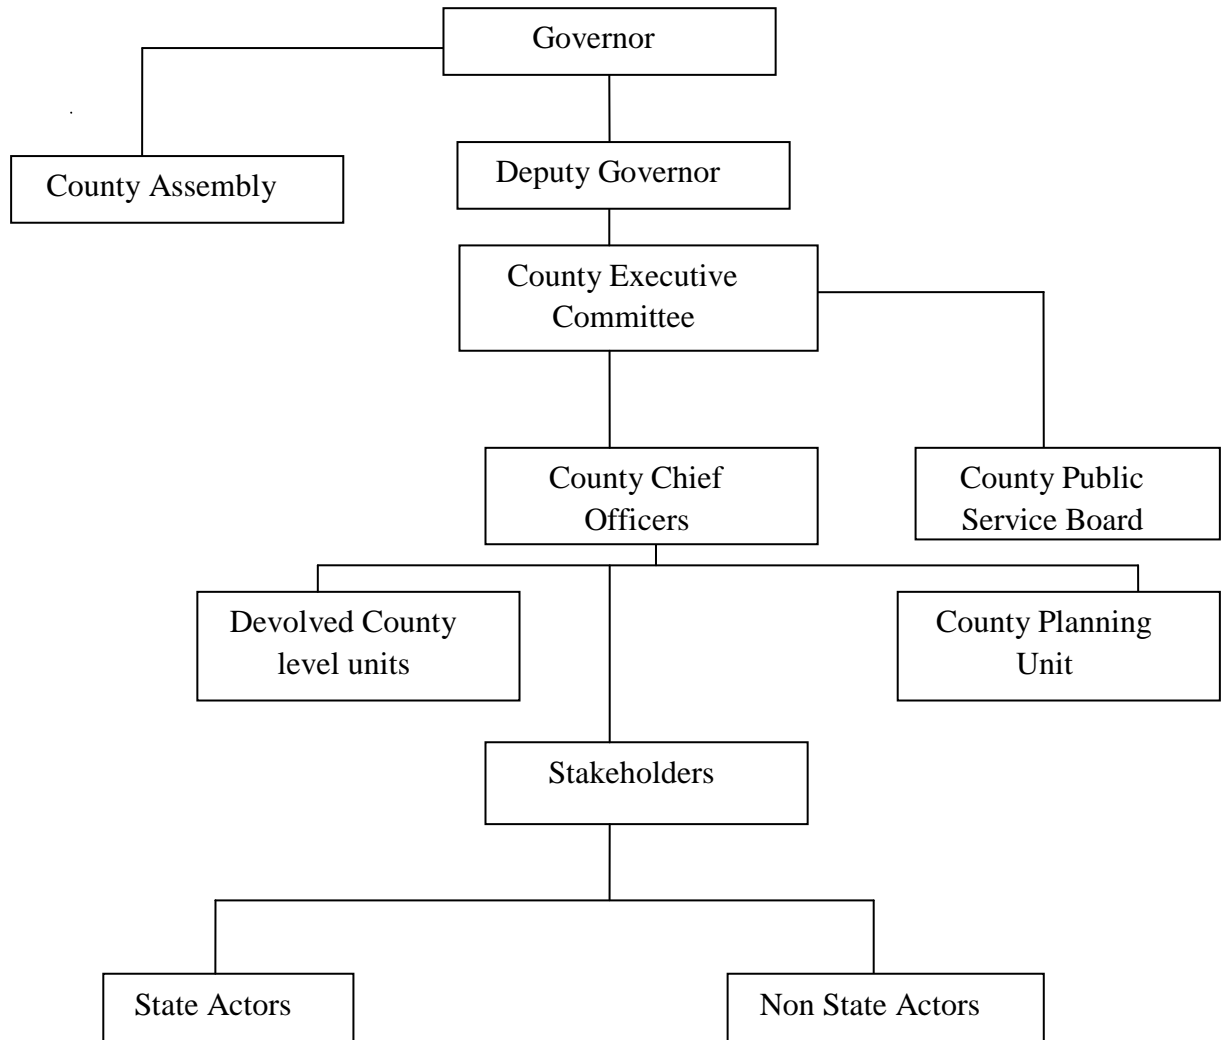 Governor
County Assembly
Deputy Governor
County Executive
Committee
County Chief
Officers
County Public
Service Board
Devolved County
level units
County Planning
Unit
Stakeholders
State Actors
Non State Actors